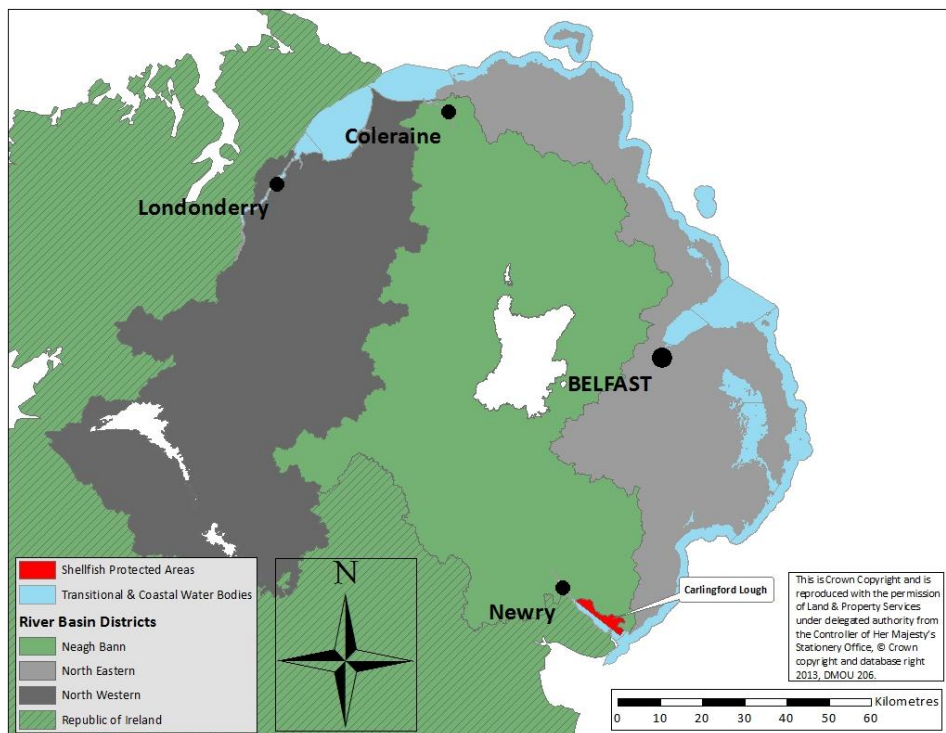 Coleraine
Londonderry
BELFAST
Newry
Carlingford Lough
Shellfish Protected Areas
Transitional & Coastal Water Bodies
River Basin Districts
Neagh Bann
North Eastern
North Western
Republic of Ireland
N
This is Crown Copyright and is
reproduced with the permission
of Land & Property Services
under delegated authority from
the Controller of Her Majesty's
Stationery Office, © Crown
copyright and database right
2013, DMOU 206.
Kilometres
0 10 20 30 40 50 60